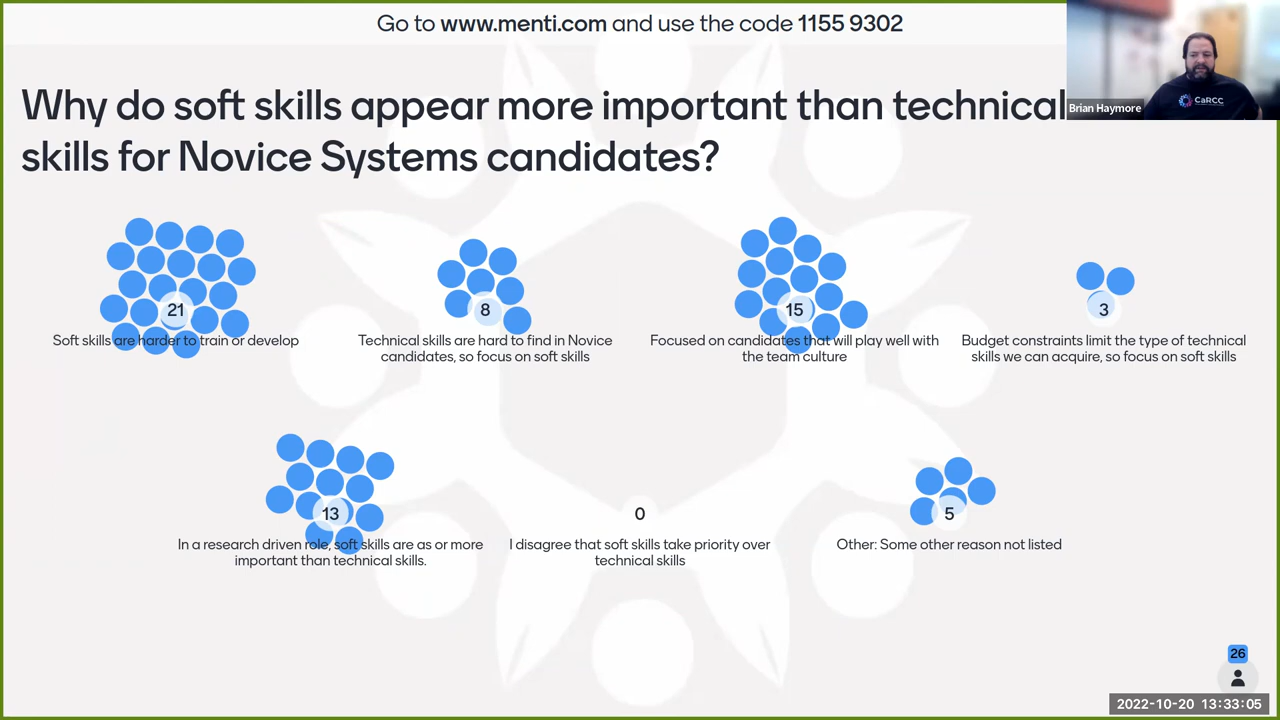 Go to www.menti.com and use the code 1155 9302
Brian Haymore
CaRCC
Why do soft skills appear more important than technical
skills for Novice Systems candidates?
21
Soft skills are harder to train or develop
8
Technical skills are hard to find in Novice
candidates, so focus on soft skills
15
Focused on candidates that will play well with
the team culture
3
Budget constraints limit the type of technical
skills we can acquire, so focus on soft skills
13
In a research driven role, soft skills are as or more
important than technical skills.
0
I disagree that soft skills take priority over
technical skills
5
Other: Some other reason not listed
26
2022-10-20 13:33:05